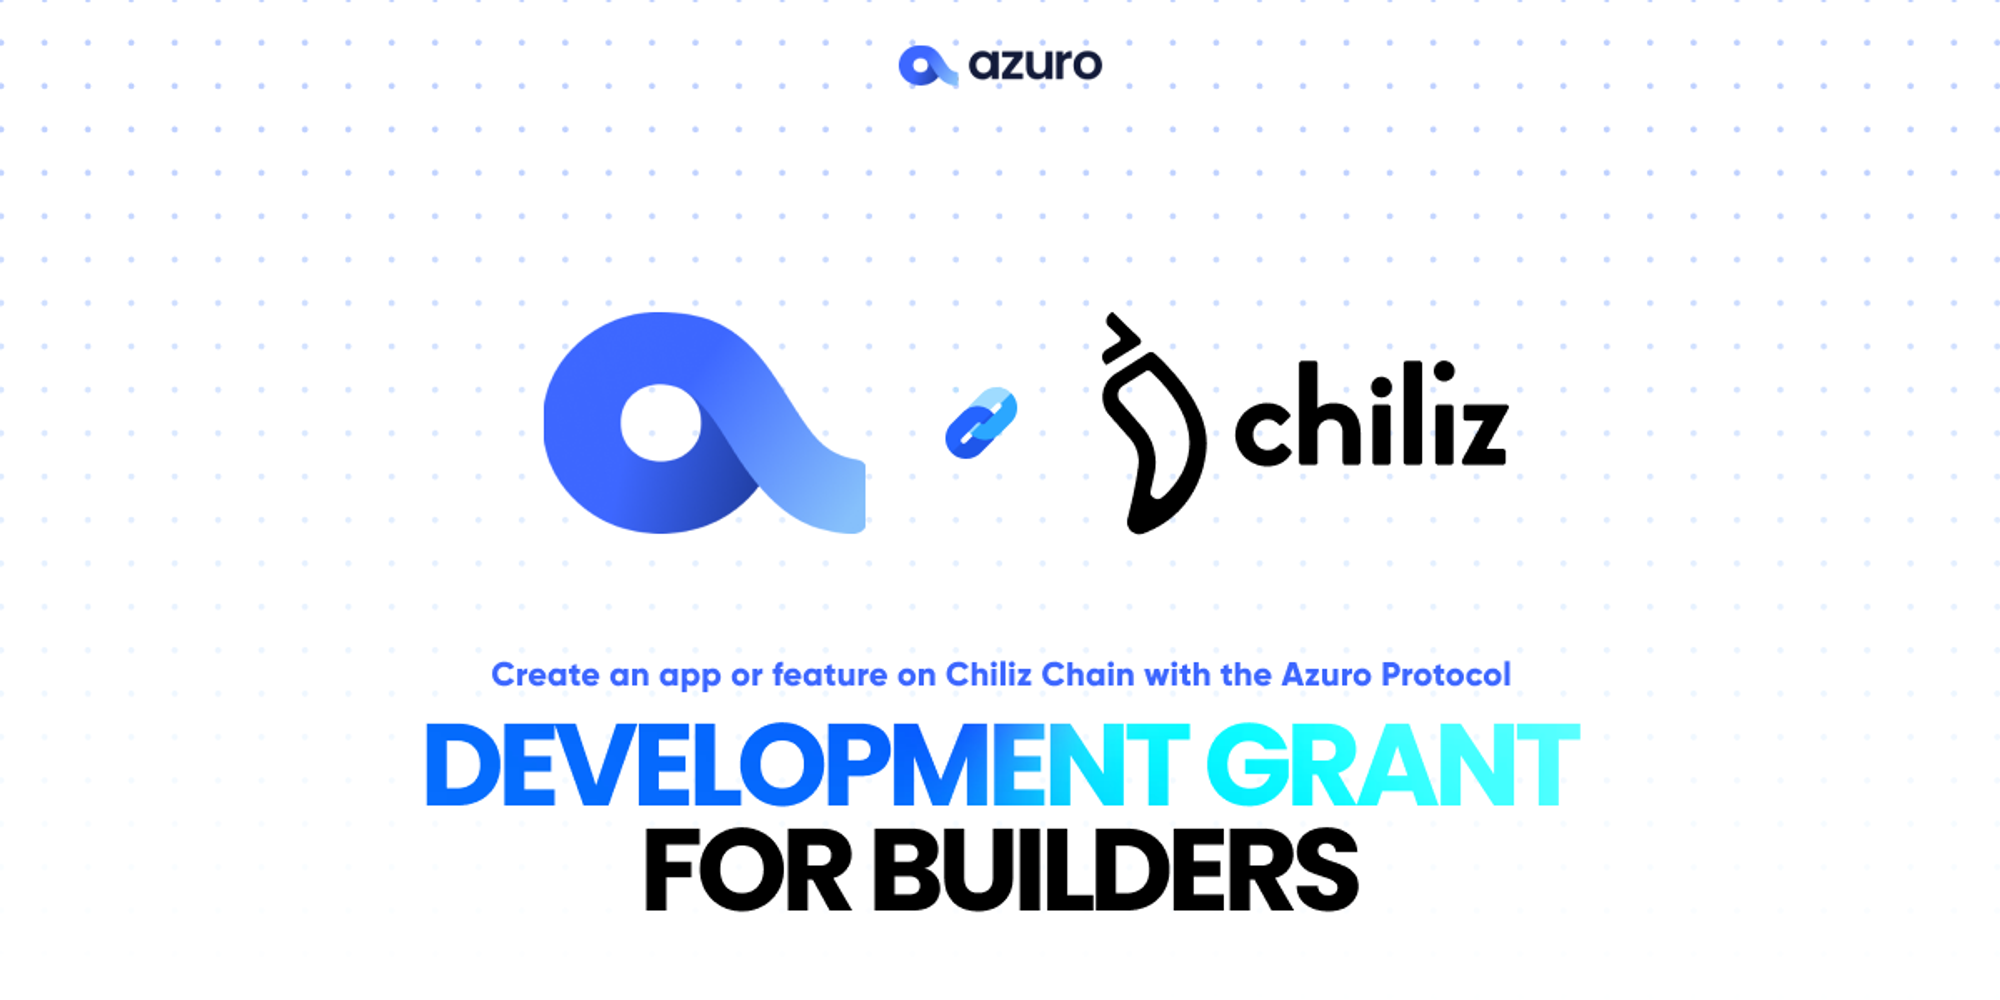 azuro
chiliz
Create an app or feature on Chiliz Chain with the Azuro Protocol
DEVELOPMENT GRANT
FOR BUILDERS